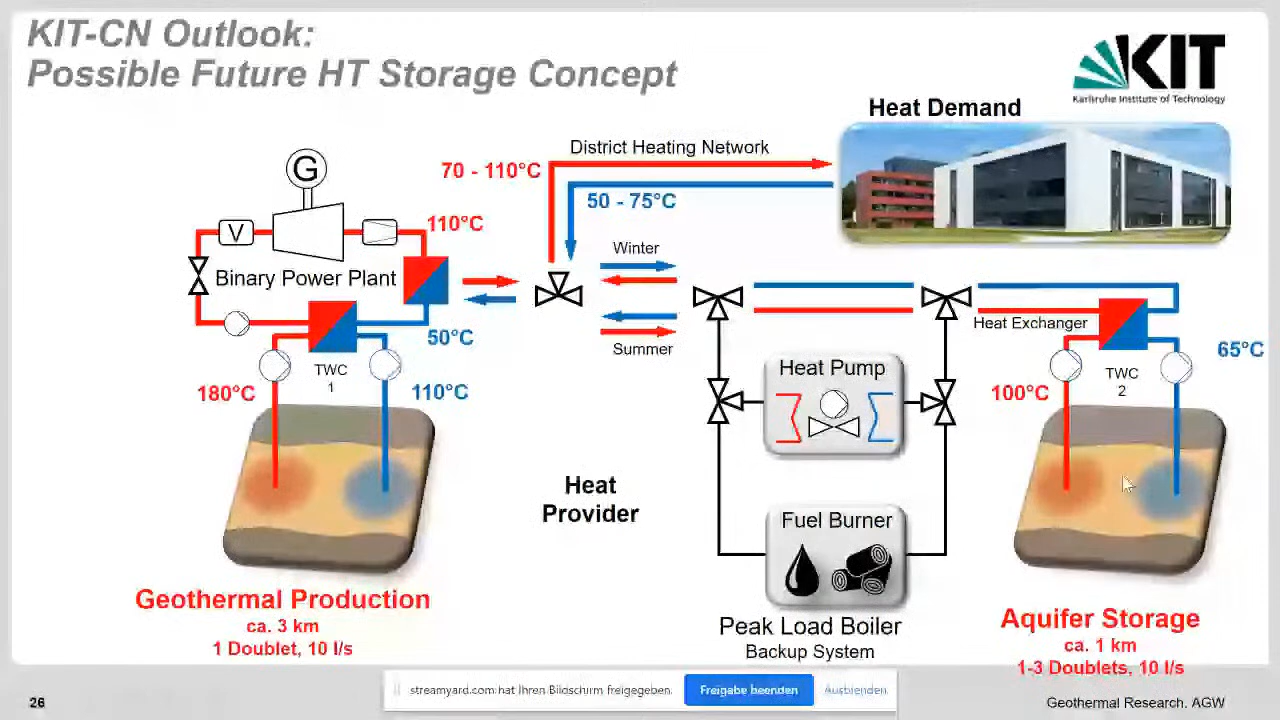 KIT-CN Outlook:
Possible Future HT Storage Concept
KIT
Karlsruhe Institute of Technology
Heat Demand
District Heating Network
70 - 110°C
50 - 75°C
G
V
110°C
Binary Power Plant
Winter
Summer
50°C
TWC
1
180°C
110°C
Heat Exchanger
65°C
TWC
2
100°C
Heat Pump
Heat
Provider
Fuel Burner
Geothermal Production
ca. 3 km
1 Doublet, 10 l/s
Peak Load Boiler
Backup System
Aquifer Storage
ca. 1 km
1-3 Doublets, 10 l/s
streamyard.com hat Ihren Bildschirm freigegeben.
Freigabe beenden
Ausblenden
26
Geothermal Research, AGW